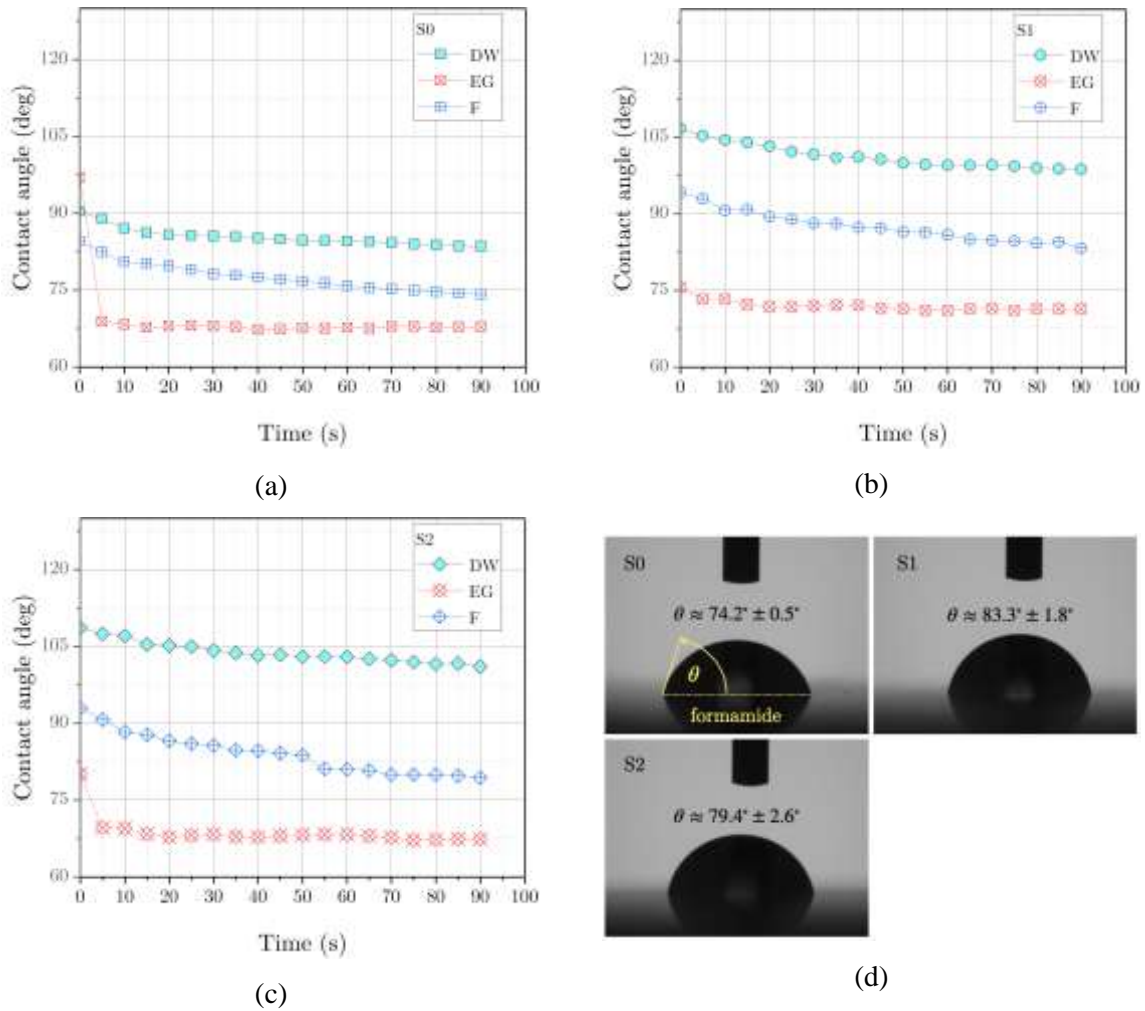 S0
DW
EG
F
120
105
90
75
60
Contact angle (deg)
0 10 20 30 40 50 60 70 80 90 100
Time (s)
(a)
S1
DW
EG
F
120
105
90
75
60
Contact angle (deg)
0 10 20 30 40 50 60 70 80 90 100
Time (s)
(b)
S2
DW
EG
F
120
105
90
75
60
Contact angle (deg)
0 10 20 30 40 50 60 70 80 90 100
Time (s)
(c)
S0
θ ≈ 74.2° ± 0.5°
θ
formamide
S1
θ ≈ 83.3° ± 1.8°
S2
θ ≈ 79.4° ± 2.6°
(d)